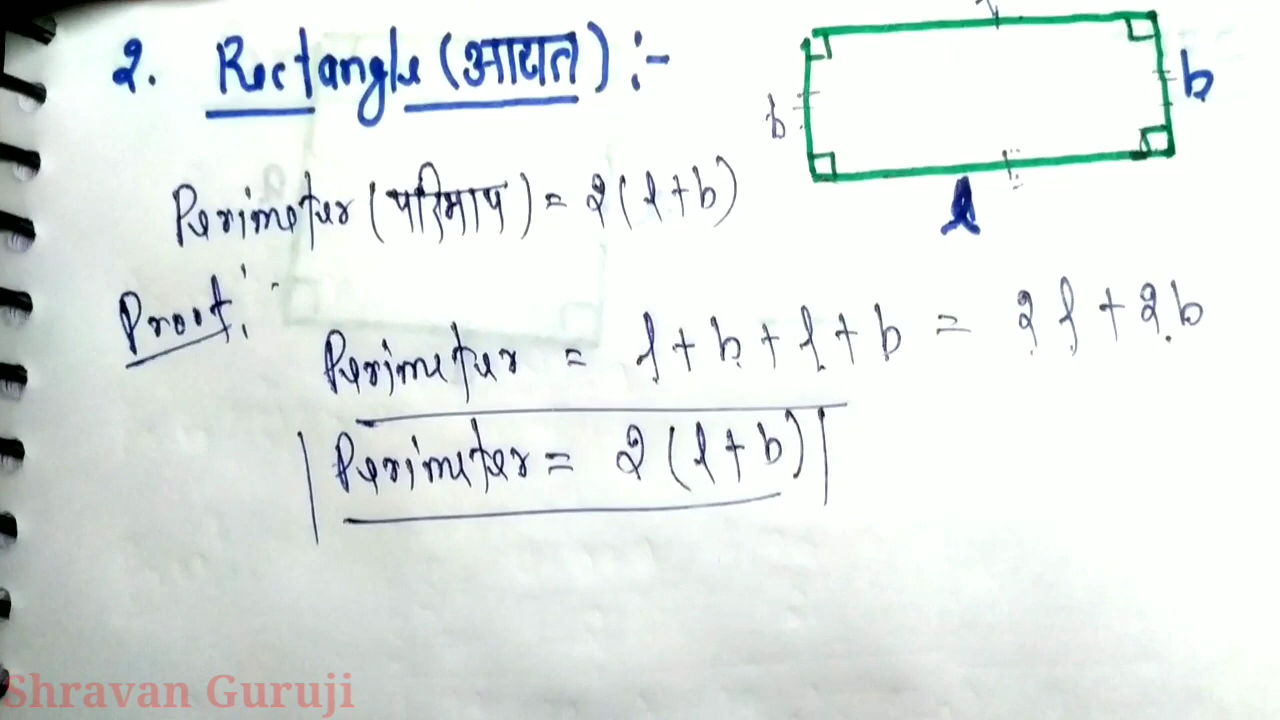 2. Rectangle (आयत) :-
b
b
l
Perimeter (परिमाप) = 2(l+b)
Proof:
Perimeter = l+b+l+b = 2l+2b
Perimeter = 2(l+b)
Shravan Guruji